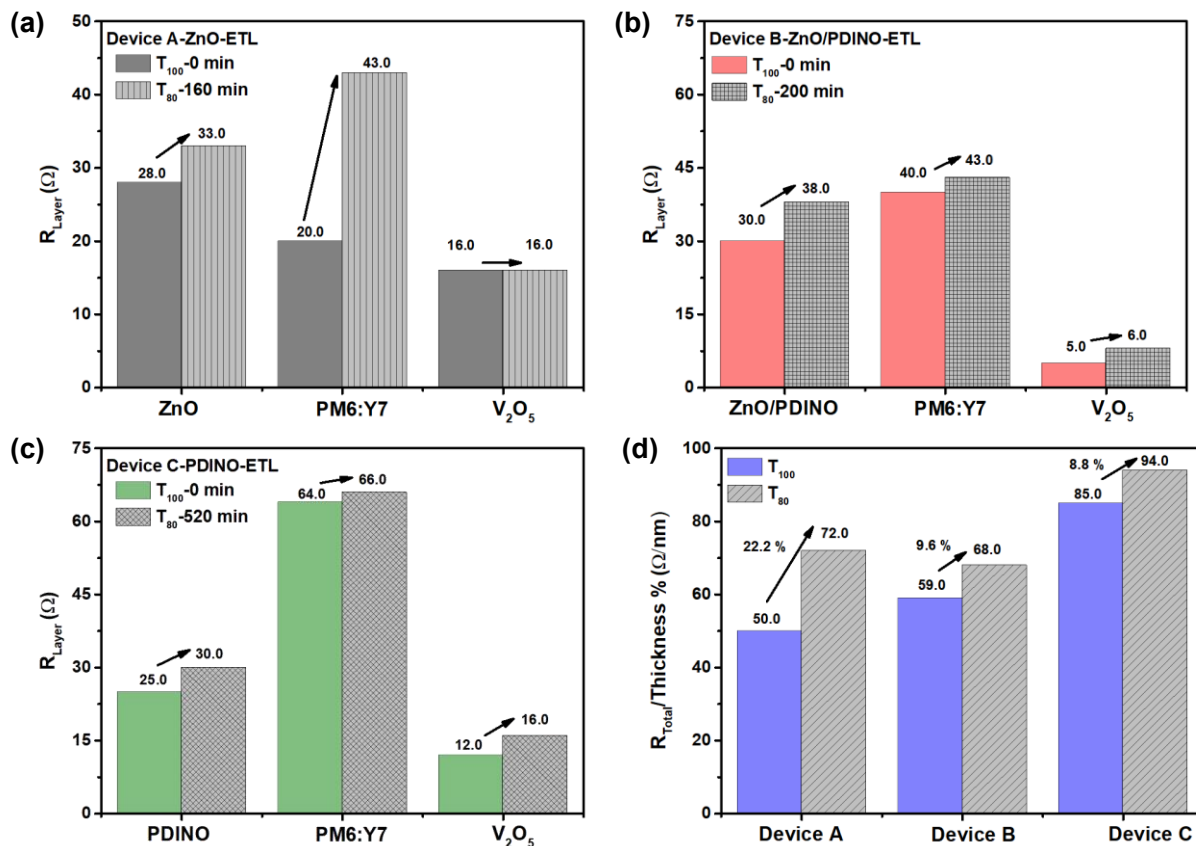 (a)
Device A-ZnO-ETL
T₁₀₀-0 min
T₈₀-160 min
R_Layer (Ω)
50
40
30
20
10
0
28.0
33.0
20.0
43.0
16.0
16.0
ZnO
PM6:Y7
V₂O₅
(b)
Device B-ZnO/PDINO-ETL
T₁₀₀-0 min
T₈₀-200 min
R_Layer (Ω)
75
60
45
30
15
0
30.0
38.0
40.0
43.0
5.0
6.0
ZnO/PDINO
PM6:Y7
V₂O₅
(c)
Device C-PDINO-ETL
T₁₀₀-0 min
T₈₀-520 min
R_Layer (Ω)
75
60
45
30
15
0
25.0
30.0
64.0
66.0
12.0
16.0
PDINO
PM6:Y7
V₂O₅
(d)
T₁₀₀
T₈₀
R_Total/Thickness % (Ω/nm)
100
80
60
40
20
0
22.2 %
50.0
72.0
9.6 %
59.0
68.0
8.8 %
85.0
94.0
Device A
Device B
Device C